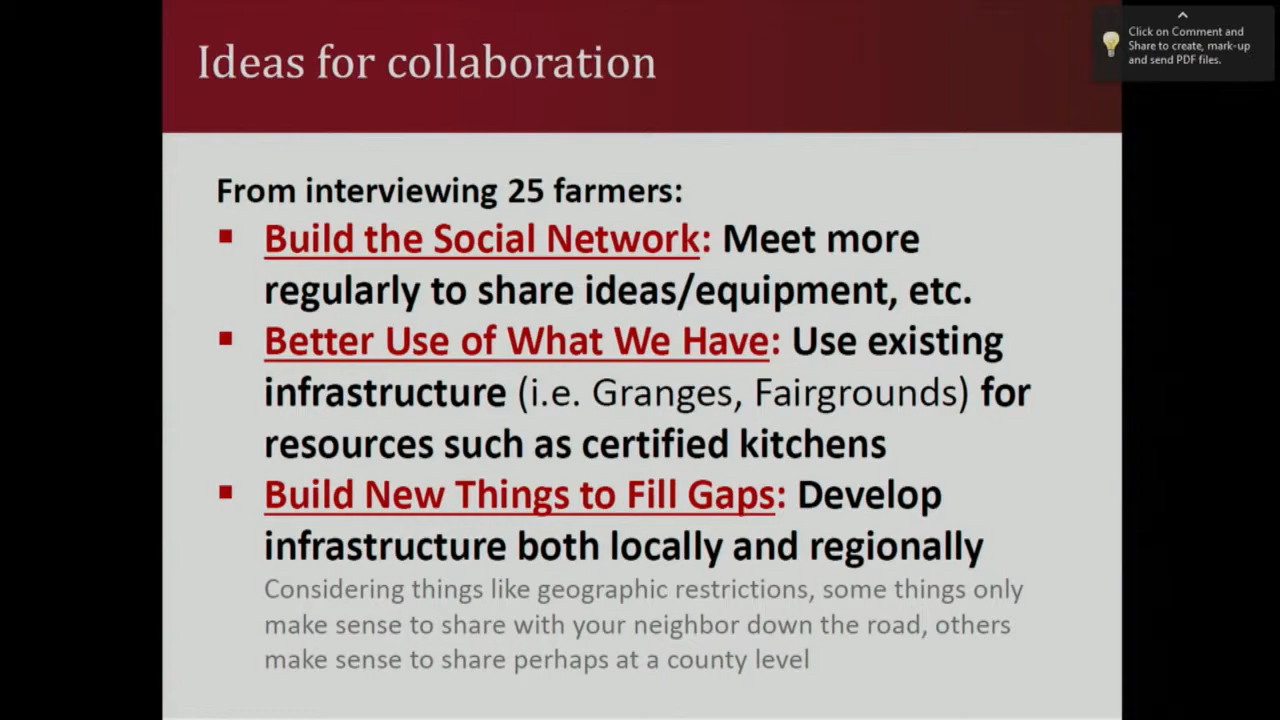 Ideas for collaboration
Click on Comment and
Share to create, mark-up
and send PDF files.
From interviewing 25 farmers:
▪ Build the Social Network: Meet more
regularly to share ideas/equipment, etc.
▪ Better Use of What We Have: Use existing
infrastructure (i.e. Granges, Fairgrounds) for
resources such as certified kitchens
▪ Build New Things to Fill Gaps: Develop
infrastructure both locally and regionally
Considering things like geographic restrictions, some things only
make sense to share with your neighbor down the road, others
make sense to share perhaps at a county level